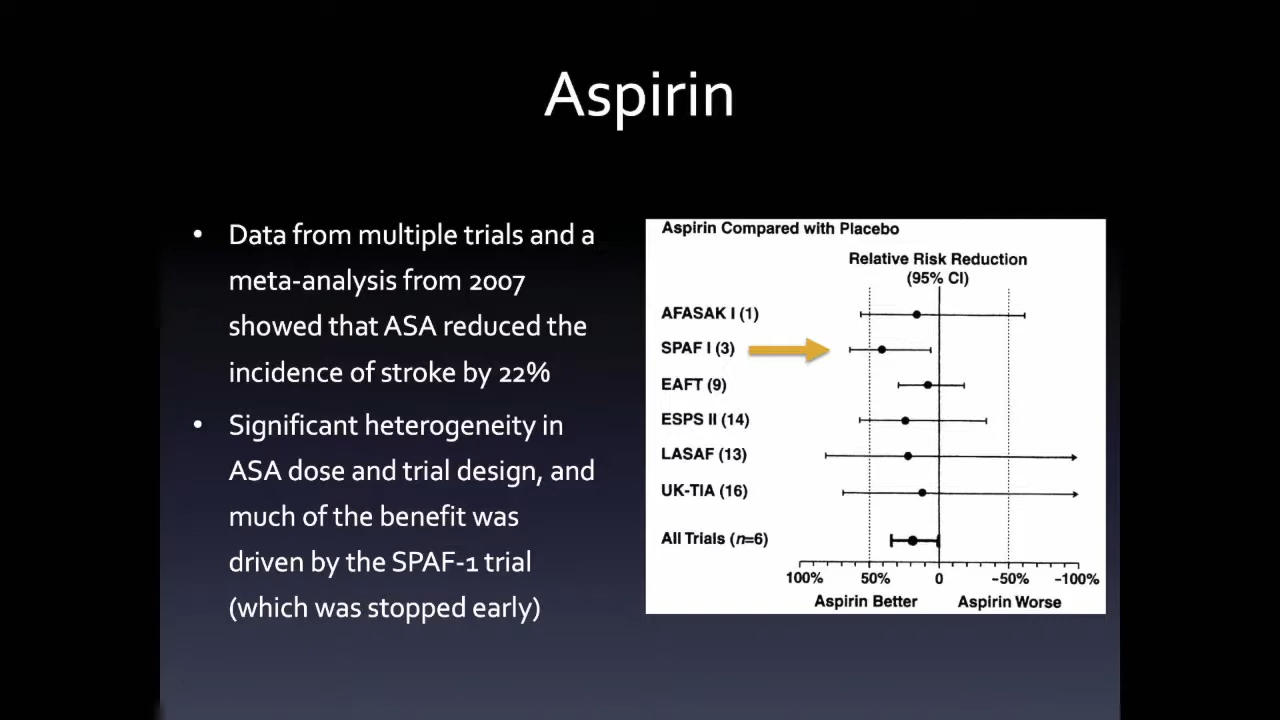 Aspirin
• Data from multiple trials and a
meta-analysis from 2007
showed that ASA reduced the
incidence of stroke by 22%
• Significant heterogeneity in
ASA dose and trial design, and
much of the benefit was
driven by the SPAF-1 trial
(which was stopped early)
Aspirin Compared with Placebo
Relative Risk Reduction
(95% CI)
AFASAK I (1)
SPAF I (3)
EAFT (9)
ESPS II (14)
LASAF (13)
UK-TIA (16)
All Trials (n=6)
100% 50% 0 −50% −100%
Aspirin Better Aspirin Worse